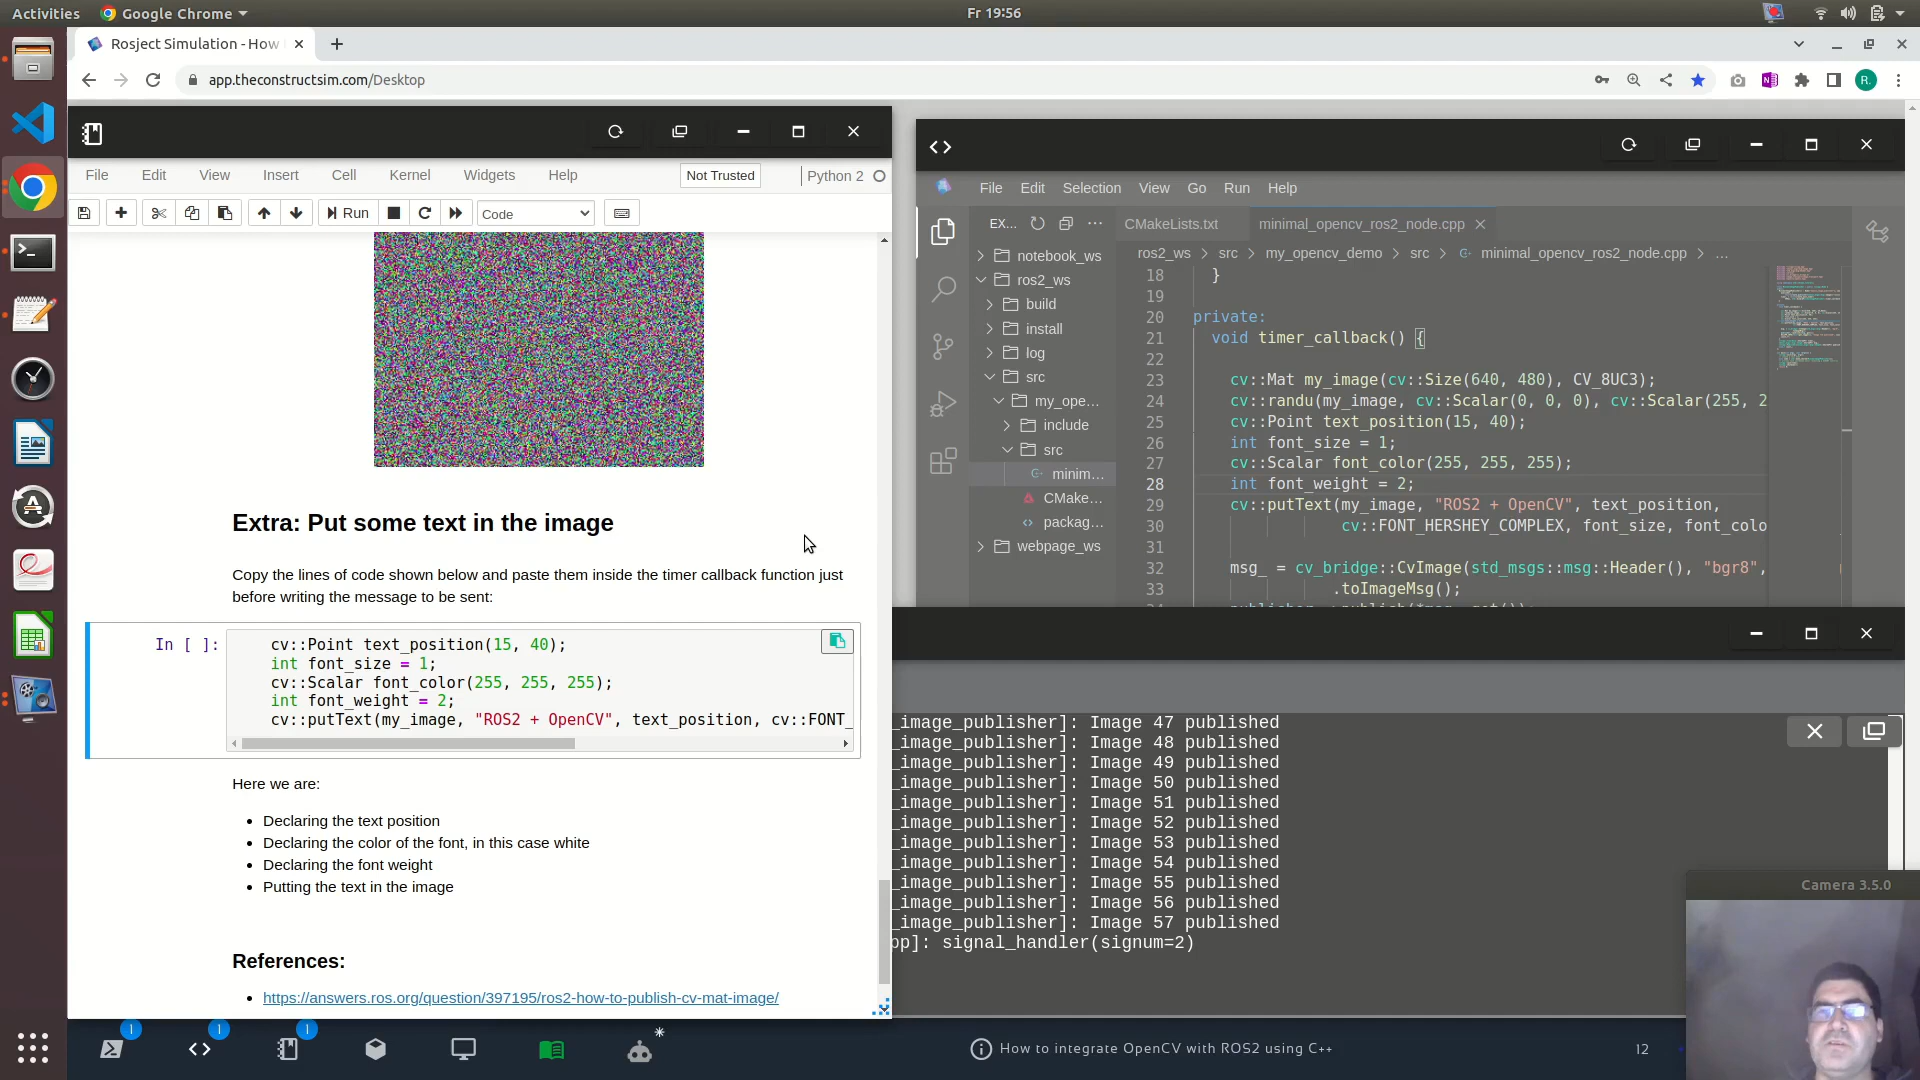 Activities
Google Chrome
Fr 19:56
Rosject Simulation - How
app.theconstructsim.com/Desktop
R.
File Edit View Insert Cell Kernel Widgets Help
Not Trusted
Python 2
Run
Code
Extra: Put some text in the image
Copy the lines of code shown below and paste them inside the timer callback function just
before writing the message to be sent:
In [ ]:
cv::Point text_position(15, 40);
int font_size = 1;
cv::Scalar font_color(255, 255, 255);
int font_weight = 2;
cv::putText(my_image, "ROS2 + OpenCV", text_position, cv::FONT_
Here we are:
• Declaring the text position
• Declaring the color of the font, in this case white
• Declaring the font weight
• Putting the text in the image
References:
• https://answers.ros.org/question/397195/ros2-how-to-publish-cv-mat-image/
File Edit Selection View Go Run Help
EX...
notebook_ws
ros2_ws
build
install
log
src
my_ope...
include
src
minim...
CMake...
packag...
webpage_ws
CMakeLists.txt
minimal_opencv_ros2_node.cpp
ros2_ws > src > my_opencv_demo > src > minimal_opencv_ros2_node.cpp > ...
18 }
19
20 private:
21 void timer_callback() {
22
23 cv::Mat my_image(cv::Size(640, 480), CV_8UC3);
24 cv::randu(my_image, cv::Scalar(0, 0, 0), cv::Scalar(255, 2
25 cv::Point text_position(15, 40);
26 int font_size = 1;
27 cv::Scalar font_color(255, 255, 255);
28 int font_weight = 2;
29 cv::putText(my_image, "ROS2 + OpenCV", text_position,
30 cv::FONT_HERSHEY_COMPLEX, font_size, font_colo
31
32 msg_ = cv_bridge::CvImage(std_msgs::msg::Header(), "bgr8",
33 .toImageMsg();
_image_publisher]: Image 47 published
_image_publisher]: Image 48 published
_image_publisher]: Image 49 published
_image_publisher]: Image 50 published
_image_publisher]: Image 51 published
_image_publisher]: Image 52 published
_image_publisher]: Image 53 published
_image_publisher]: Image 54 published
_image_publisher]: Image 55 published
_image_publisher]: Image 56 published
_image_publisher]: Image 57 published
pp]: signal_handler(signum=2)
Camera 3.5.0
1
1
1
How to integrate OpenCV with ROS2 using C++
12